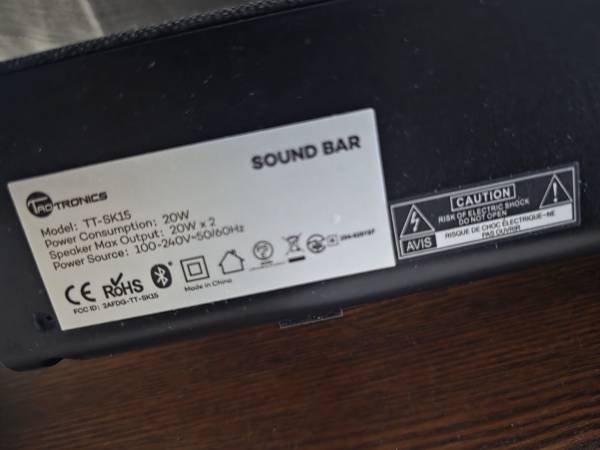 SOUND BAR
TAOTRONICS
Model: TT-SK15
Power Consumption: 20W
Speaker Max Output: 20W x 2
Power Source: 100-240V~50/60Hz
CE RoHS
Made in China
FCC ID: 2AFDG-TT-SK15
CAUTION
RISK OF ELECTRIC SHOCK
DO NOT OPEN
AVIS
RISQUE DE CHOC ÉLECTRIQUE-NE
PAS OUVRIR